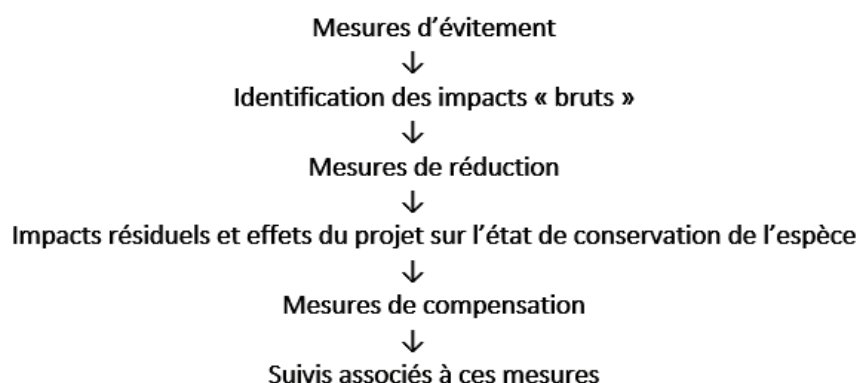 Mesures d’évitement
↓
Identification des impacts « bruts »
↓
Mesures de réduction
↓
Impacts résiduels et effets du projet sur l’état de conservation de l’espèce
↓
Mesures de compensation
↓
Suivis associés à ces mesures